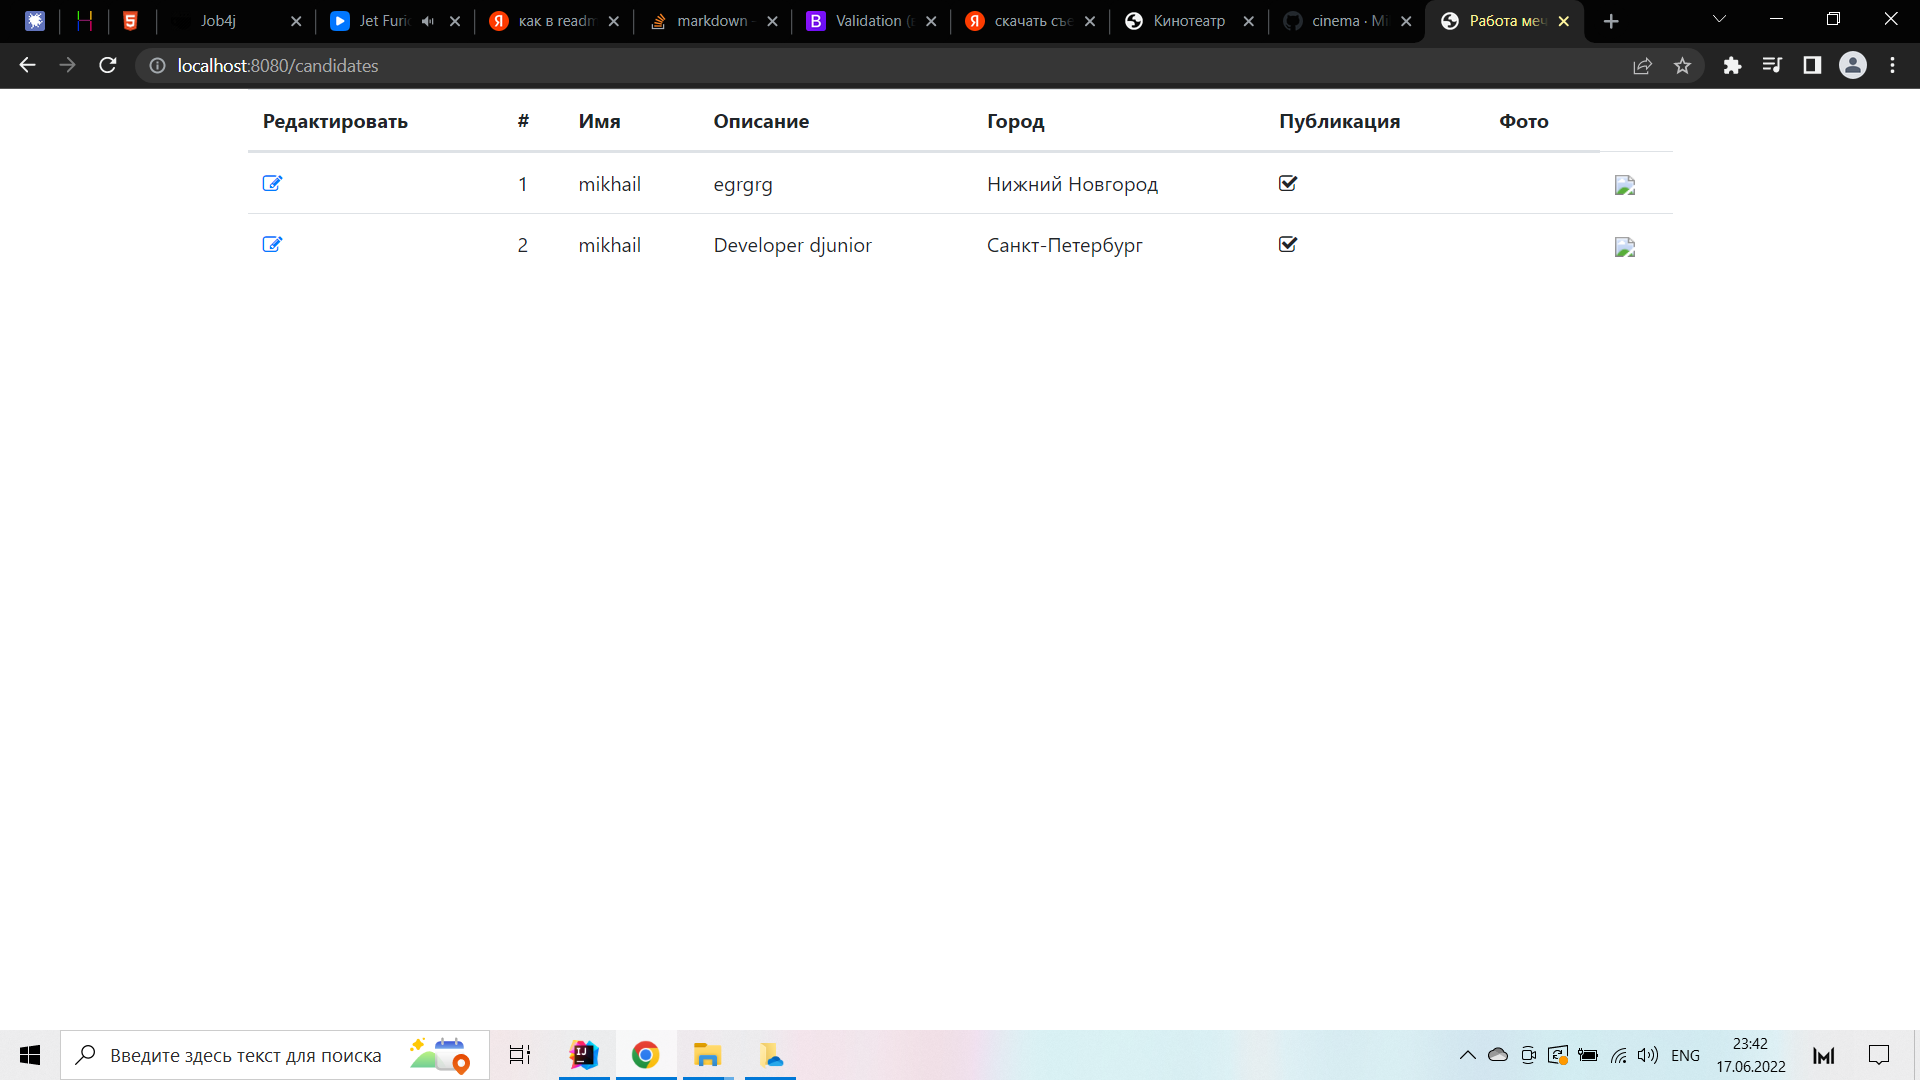 Job4j
Jet Furi
как в readm
markdown -
Validation (в
скачать съе
Кинотеатр
cinema · Mi
Работа меч
localhost:8080/candidates
Редактировать # Имя Описание Город Публикация Фото
1 mikhail egrgrg Нижний Новгород
2 mikhail Developer djunior Санкт-Петербург
Введите здесь текст для поиска
ENG
23:42
17.06.2022